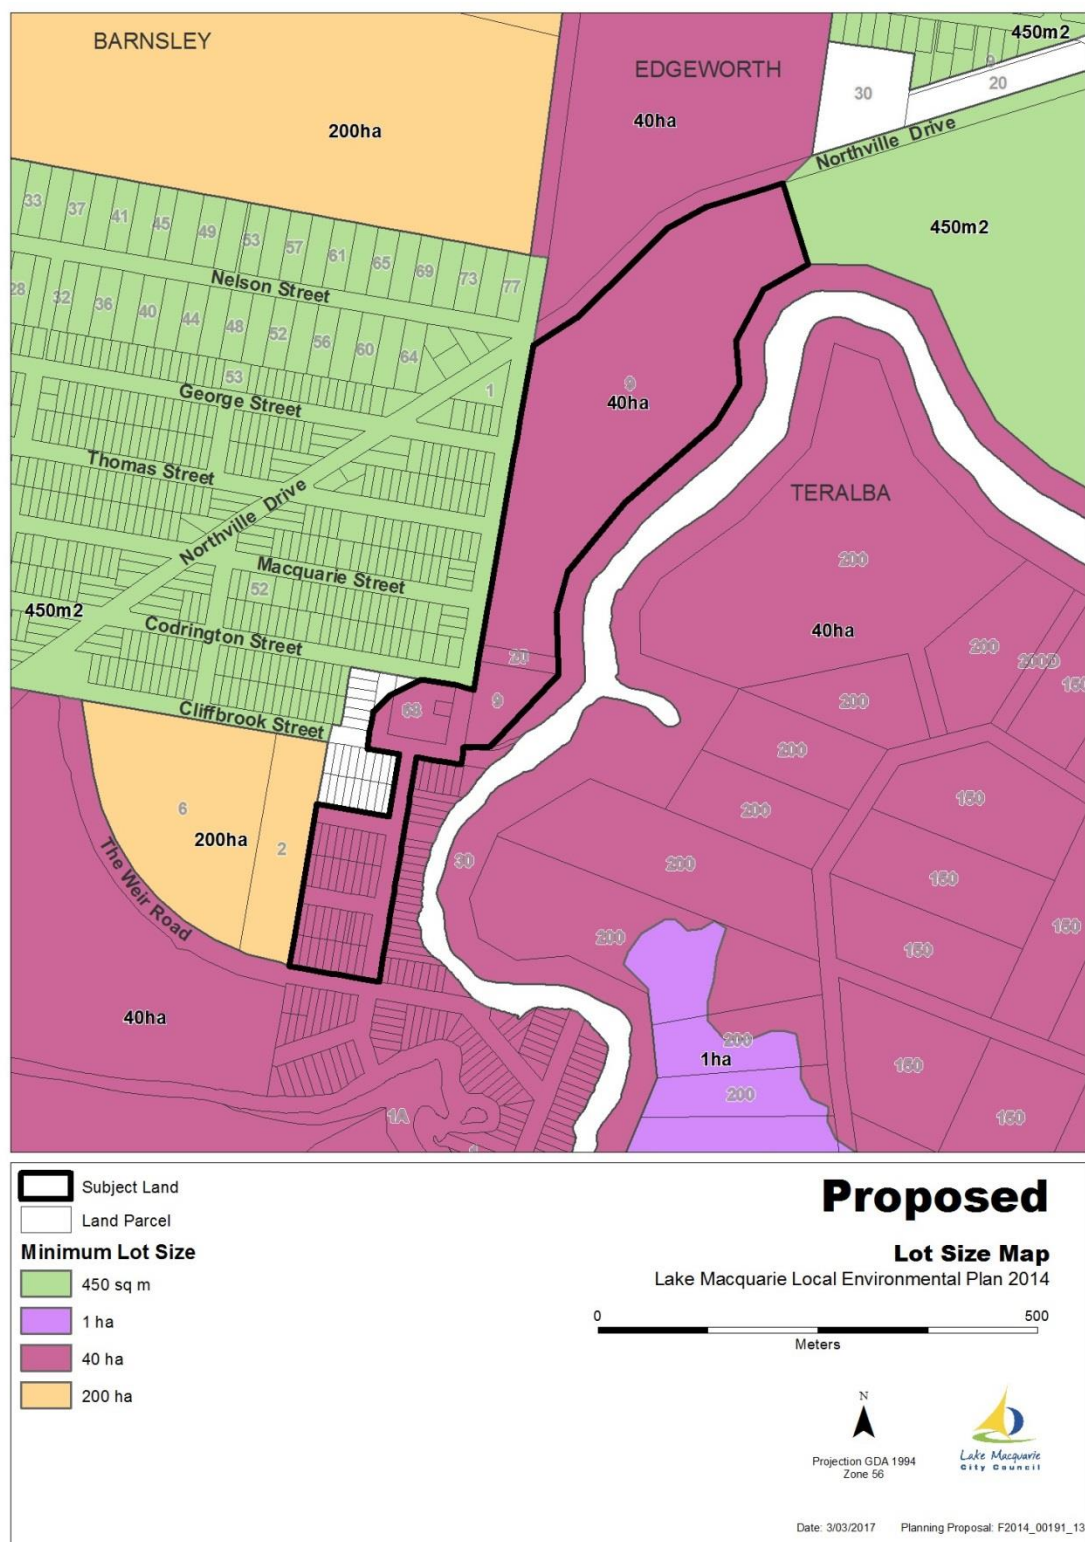 BARNSLEY
450m2
EDGEWORTH
9
20
30
40ha
200ha
Northville Drive
33
37
41
45
49
53
57
61
65
69
73
77
450m2
Nelson Street
28
32
36
40
44
48
52
56
60
64
53
1
George Street
9
40ha
Thomas Street
TERALBA
Northville Drive
200
Macquarie Street
52
450m2
40ha
Codrington Street
20
200
200
150
63
9
200
Cliffbrook Street
200
150
6
200
200ha
2
30
200
150
The Weir Road
200
150
150
40ha
200
1ha
150
200
1A
150
Subject Land
Land Parcel
Minimum Lot Size
450 sq m
1 ha
40 ha
200 ha
Proposed
Lot Size Map
Lake Macquarie Local Environmental Plan 2014
0
500
Meters
N
Projection GDA 1994
Zone 56
Lake Macquarie
City Council
Date: 3/03/2017 Planning Proposal: F2014_00191_13